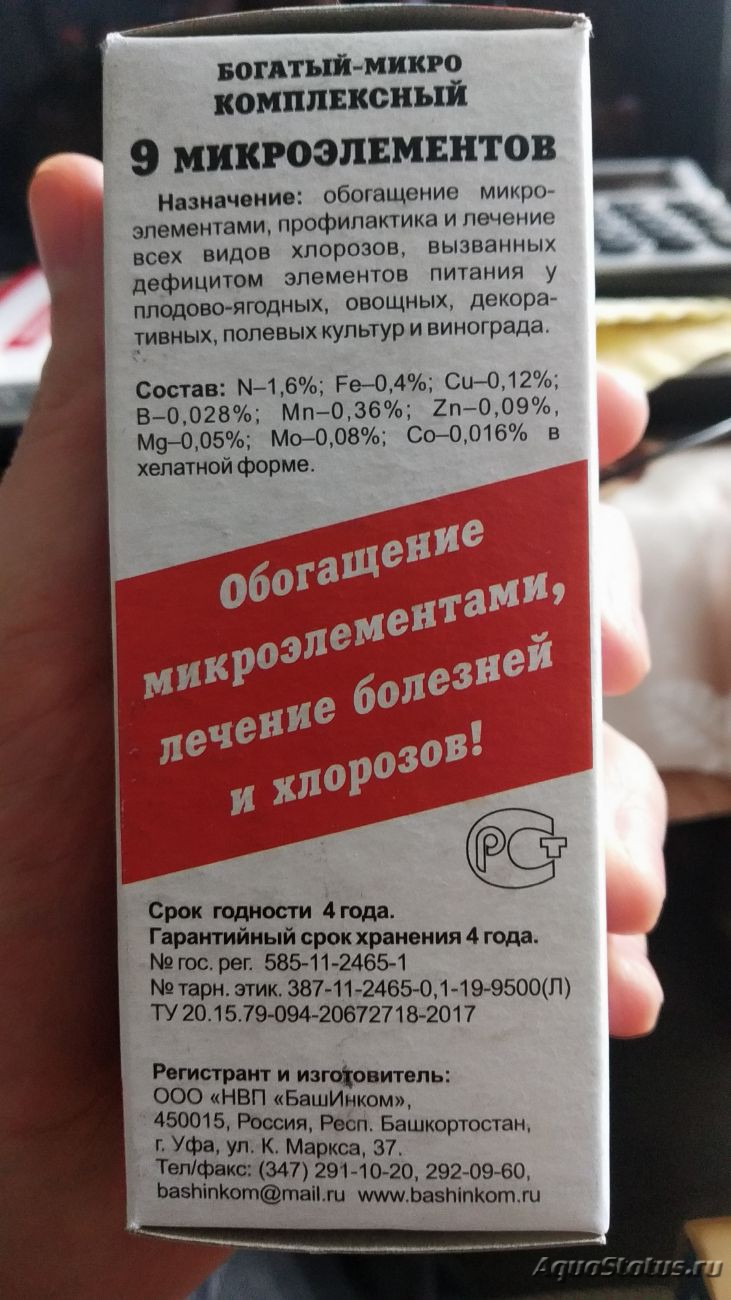 БОГАТЫЙ-МИКРО
КОМПЛЕКСНЫЙ
9 МИКРОЭЛЕМЕНТОВ
Назначение: обогащение микро-
элементами, профилактика и лечение
всех видов хлорозов, вызванных
дефицитом элементов питания у
плодово-ягодных, овощных, декора-
тивных, полевых культур и винограда.
Состав: N–1,6%; Fe–0,4%; Cu–0,12%;
B–0,028%; Mn–0,36%; Zn–0,09%,
Mg–0,05%; Mo–0,08%; Co–0,016% в
хелатной форме.
Обогащение
микроэлементами,
лечение болезней
и хлорозов!
РСТ
Срок годности 4 года.
Гарантийный срок хранения 4 года.
№ гос. рег. 585-11-2465-1
№ тарн. этик. 387-11-2465-0,1-19-9500(Л)
ТУ 20.15.79-094-20672718-2017
Регистрант и изготовитель:
ООО «НВП «БашИнком»,
450015, Россия, Респ. Башкортостан,
г. Уфа, ул. К. Маркса, 37.
Тел/факс: (347) 291-10-20, 292-09-60,
bashinkom@mail.ru www.bashinkom.ru
AquaStatus.ru